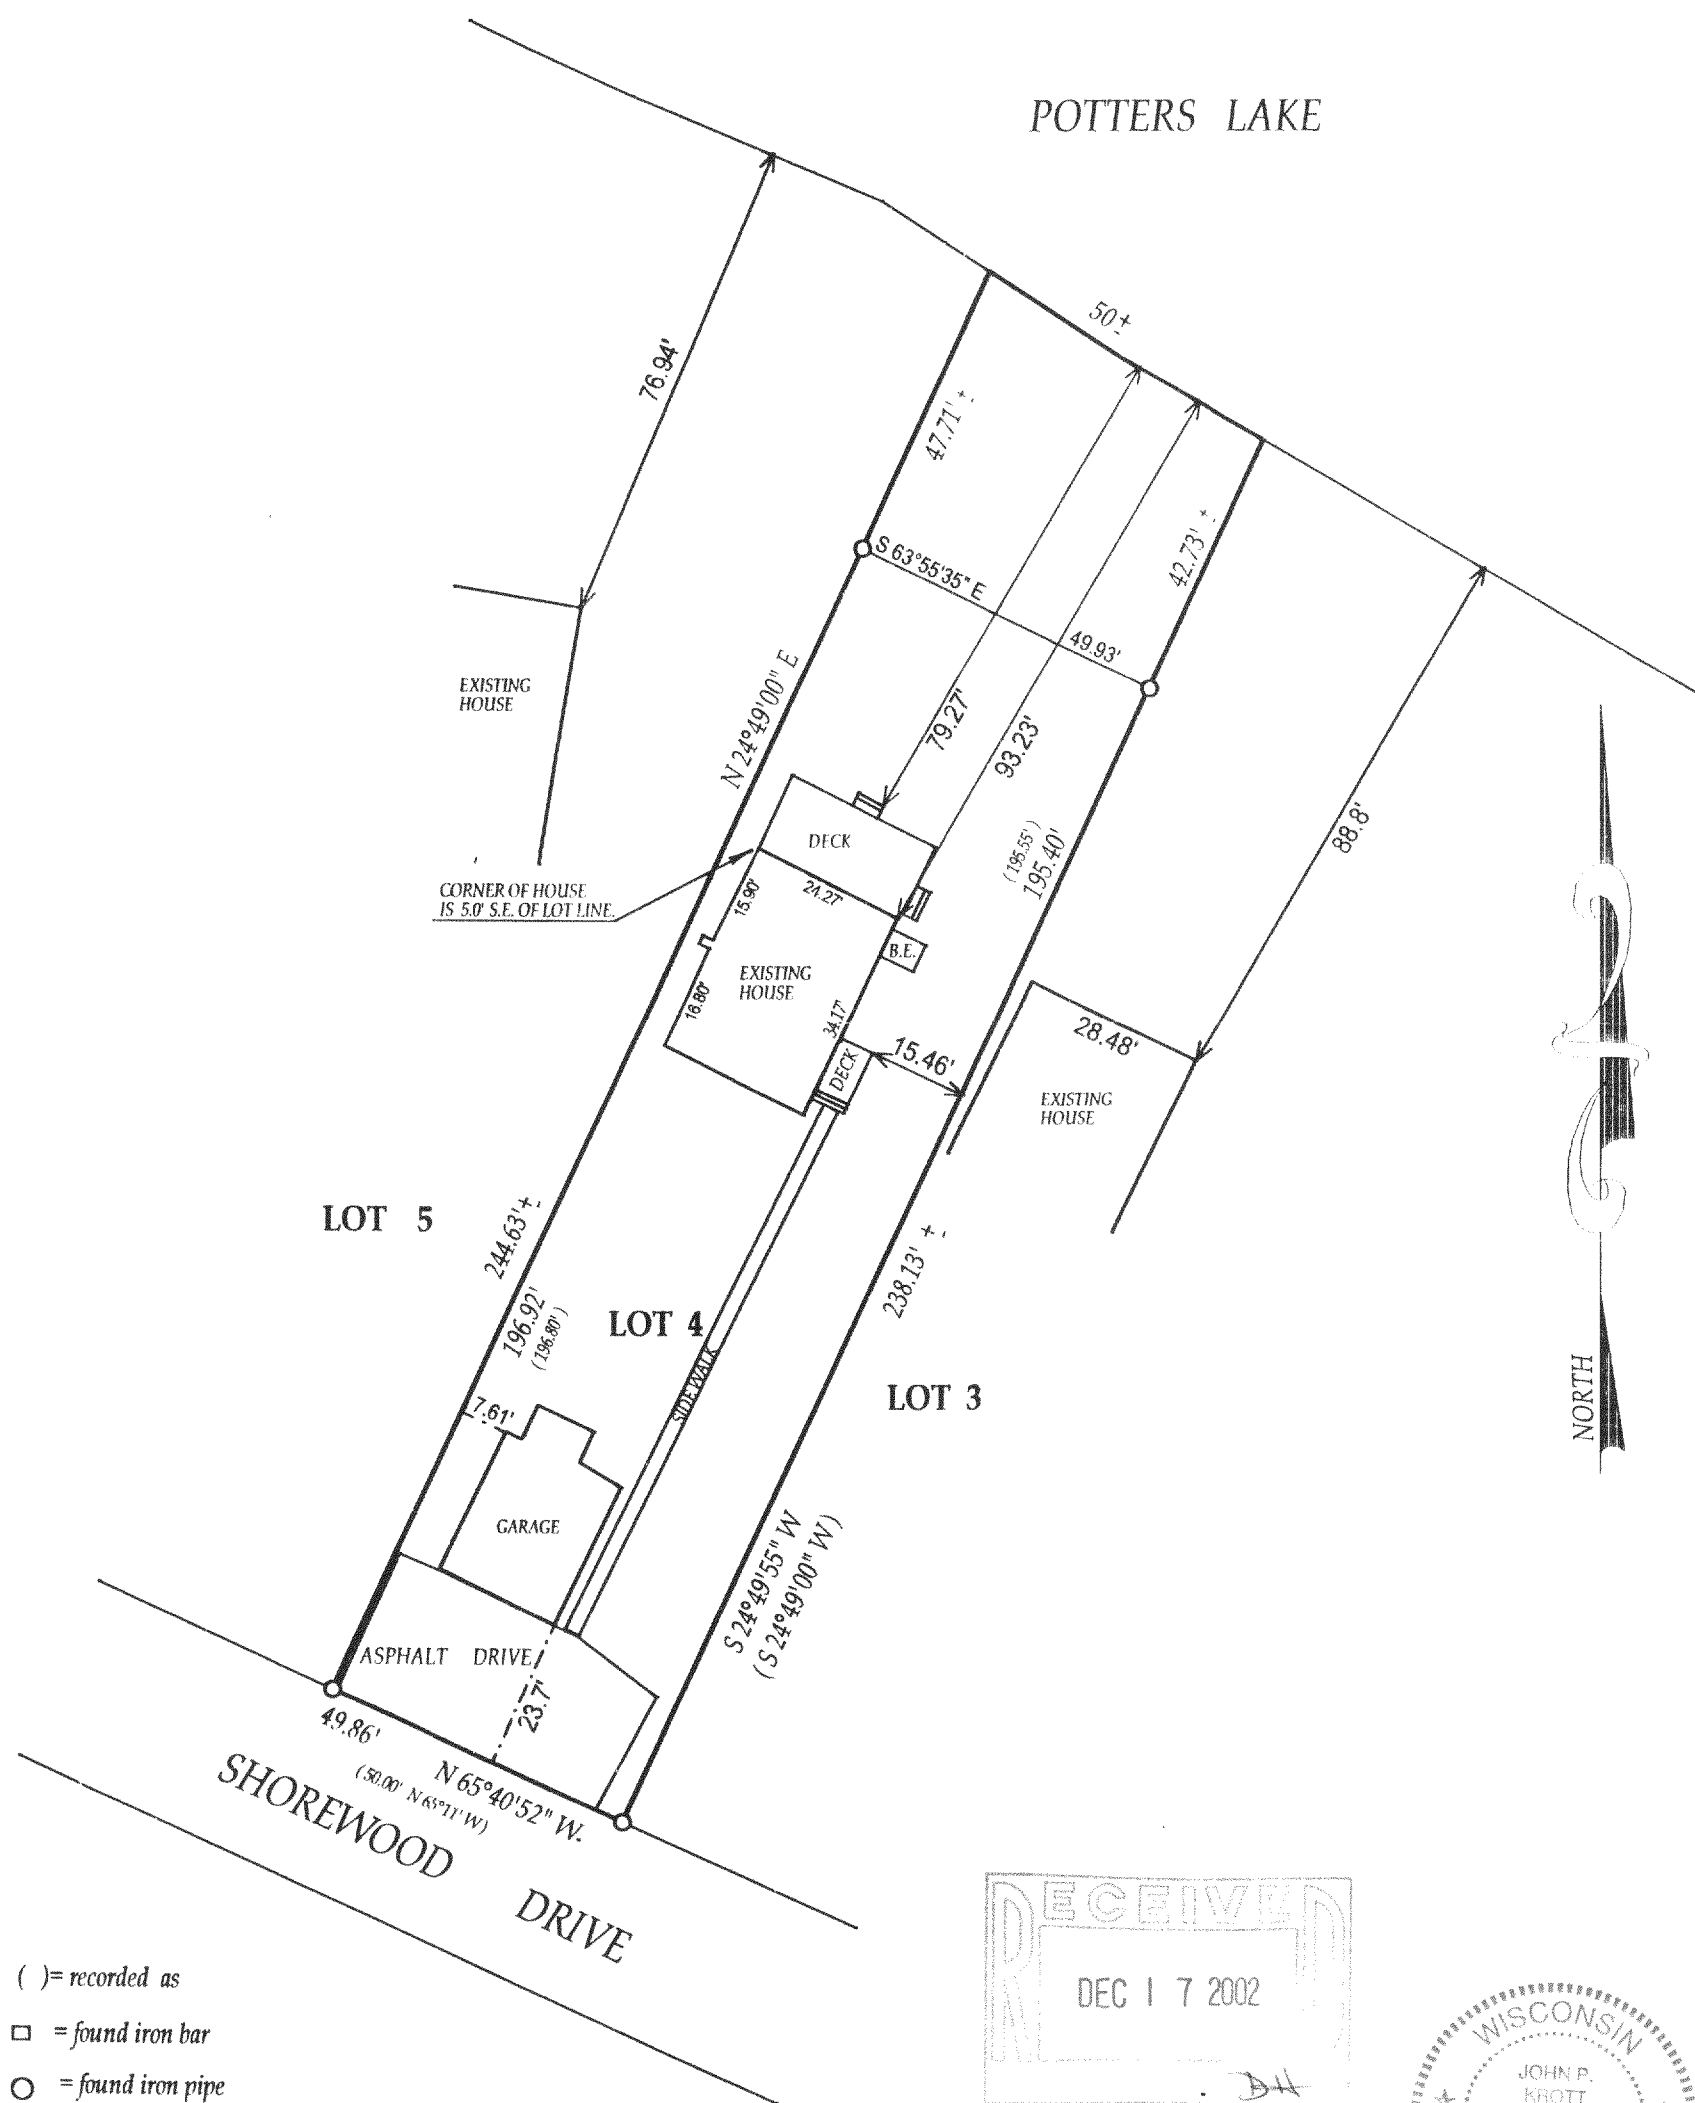 POTTERS LAKE
50±
76.94'
47.71' ±
42.73' ±
S 63°55'35" E
49.93'
EXISTING
HOUSE
N 24°49'00" E
79.27'
93.23'
(195.55')
195.40'
88.8'
DECK
CORNER OF HOUSE
IS 5.0' S.E. OF LOT LINE.
15.90'
24.27'
B.E.
EXISTING
HOUSE
16.80'
34.17'
DECK
15.46'
28.48'
EXISTING
HOUSE
LOT 5
244.63' ±
196.92'
(196.80')
LOT 4
238.13' ±
SIDEWALK
LOT 3
NORTH
7.61'
GARAGE
S 24°49'55" W
(S 24°49'00" W)
ASPHALT DRIVE
23.7'
49.86'
N 65°40'52" W.
(50.00' N 65°11' W)
SHOREWOOD DRIVE
( )= recorded as
= found iron bar
= found iron pipe
RECEIVED
DEC 17 2002
BH
WISCONSIN
JOHN P.
KROTT